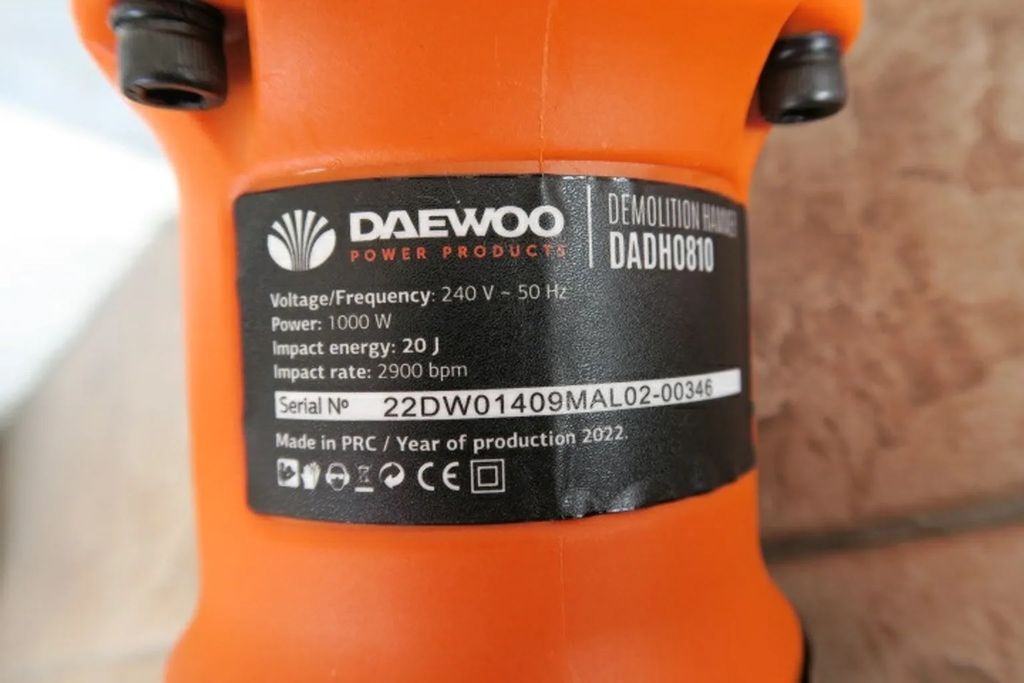 DAEWOO
POWER PRODUCTS
DEMOLITION HAMMER
DADH0810
Voltage/Frequency: 240 V ~ 50 Hz
Power: 1000 W
Impact energy: 20 J
Impact rate: 2900 bpm
Serial Nº 22DW01409MAL02-00346
Made in PRC / Year of production 2022.
CE